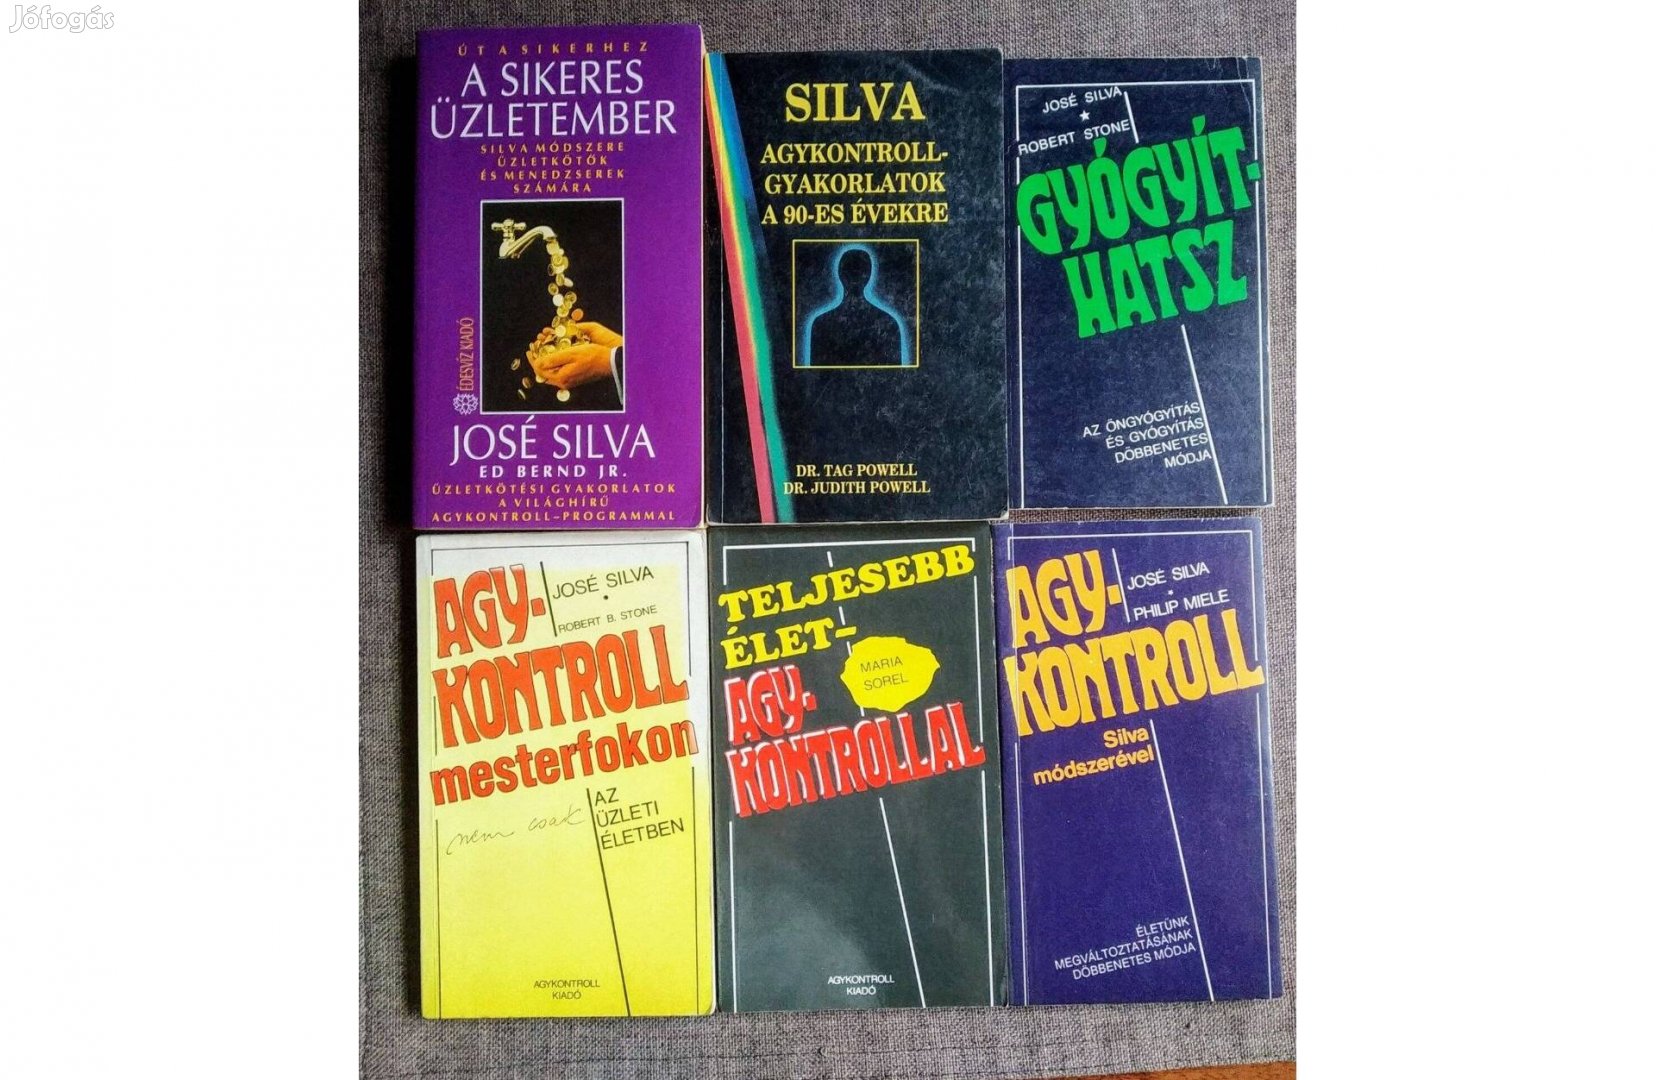 Jófogás
ÚT A SIKERHEZ
A SIKERES
ÜZLETEMBER
SILVA MÓDSZERE
ÜZLETKÖTŐK
ÉS MENEDZSEREK
SZÁMÁRA
ÉDESVÍZ KIADÓ
JOSÉ SILVA
ED BERND JR.
ÜZLETKÖTÉSI GYAKORLATOK
A VILÁGHÍRŰ
AGYKONTROLL-PROGRAMMAL
SILVA
AGYKONTROLL-
GYAKORLATOK
A 90-ES ÉVEKRE
DR. TAG POWELL
DR. JUDITH POWELL
JOSÉ SILVA
ROBERT STONE
GYÓGYÍT-
HATSZ
AZ ÖNGYÓGYÍTÁS
ÉS GYÓGYÍTÁS
DÖBBENETES
MÓDJA
AGY-
KONTROLL
JOSÉ SILVA
ROBERT B. STONE
mesterfokon
nem csak
AZ
ÜZLETI
ÉLETBEN
AGYKONTROLL
KIADÓ
TELJESEBB
ÉLET-
MARIA
SOREL
AGY-
KONTROLLAL
AGYKONTROLL
KIADÓ
AGY-
KONTROLL
JOSÉ SILVA
PHILIP MIELE
Silva
módszerével
ÉLETÜNK
MEGVÁLTOZTATÁSÁNAK
DÖBBENETES MÓDJA